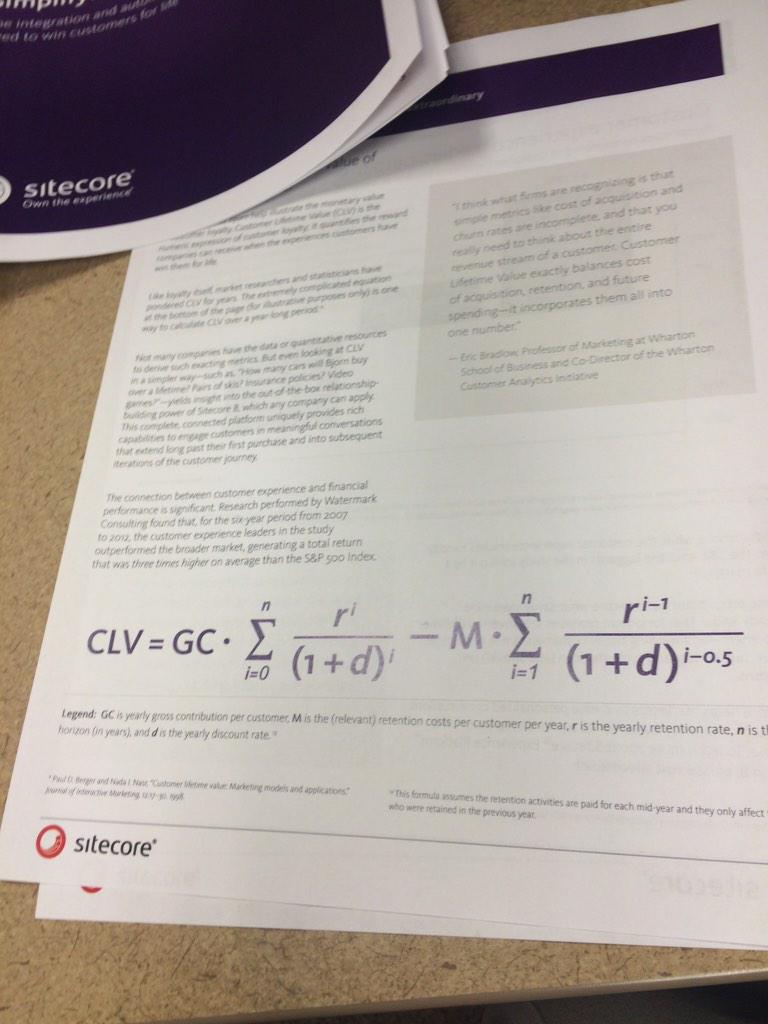 simplify
e integration and
ed to win customers for life
sitecore®
Own the experience®
extraordinary
value of
help illustrate the monetary value
loyalty. Customer Lifetime Value (CLV) is the
numeric expression of customer loyalty; it quantifies the reward
companies can receive when the experiences customers have
win them for life.
Like loyalty itself, market researchers and statisticians have
pondered CLV for years. The extremely complicated equation
at the bottom of the page (for illustrative purposes only) is one
way to calculate CLV over a year long period.*
Not many companies have the data or quantitative resources
to derive such exacting metrics. But even looking at CLV
in a simpler way—such as, "How many cars will Bjorn buy
over a lifetime? Pairs of skis? Insurance policies? Video
games?"—yields insight into the out-of-the-box relationship-
building power of Sitecore 8, which any company can apply.
This complete, connected platform uniquely provides rich
capabilities to engage customers in meaningful conversations
that extend long past their first purchase and into subsequent
iterations of the customer journey.
The connection between customer experience and financial
performance is significant. Research performed by Watermark
Consulting found that, for the six-year period from 2007
to 2012, the customer experience leaders in the study
outperformed the broader market, generating a total return
that was three times higher on average than the S&P 500 Index.
"I think what firms are recognizing is that
simple metrics like cost of acquisition and
churn rates are incomplete, and that you
really need to think about the entire
revenue stream of a customer. Customer
Lifetime Value exactly balances cost
of acquisition, retention, and future
spending—it incorporates them all into
one number."
— Eric Bradlow, Professor of Marketing at Wharton
School of Business and Co-Director of the Wharton
Customer Analytics Initiative
CLV = GC · n Σ i=0 r^i / (1+d)^i − M · n Σ i=1 r^i−1 / (1+d)^i−0.5
Legend: GC is yearly gross contribution per customer, M is the (relevant) retention costs per customer per year, r is the yearly retention rate, n is t
horizon (in years), and d is the yearly discount rate.**
* Paul D. Berger and Nada I. Nasr, "Customer lifetime value: Marketing models and applications,"
Journal of Interactive Marketing, 12:17–30, 1998.
** This formula assumes the retention activities are paid for each mid-year and they only affect
who were retained in the previous year.
sitecore®